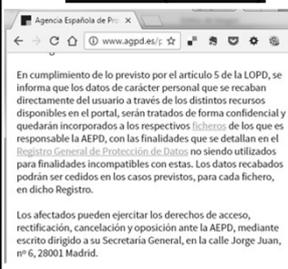 Agencia Española de Pro
www.agpd.es/p
En cumplimiento de lo previsto por el artículo 5 de la LOPD, se
informa que los datos de carácter personal que se recaban
directamente del usuario a través de los distintos recursos
disponibles en el portal, serán tratados de forma confidencial y
quedarán incorporados a los respectivos ficheros de los que es
responsable la AEPD, con las finalidades que se detallan en el
Registro General de Protección de Datos no siendo utilizados
para finalidades incompatibles con estas. Los datos recabados
podrán ser cedidos en los casos previstos, para cada fichero,
en dicho Registro.
Los afectados pueden ejercitar los derechos de acceso,
rectificación, cancelación y oposición ante la AEPD, mediante
escrito dirigido a su Secretaría General, en la calle Jorge Juan,
nº 6, 28001 Madrid.